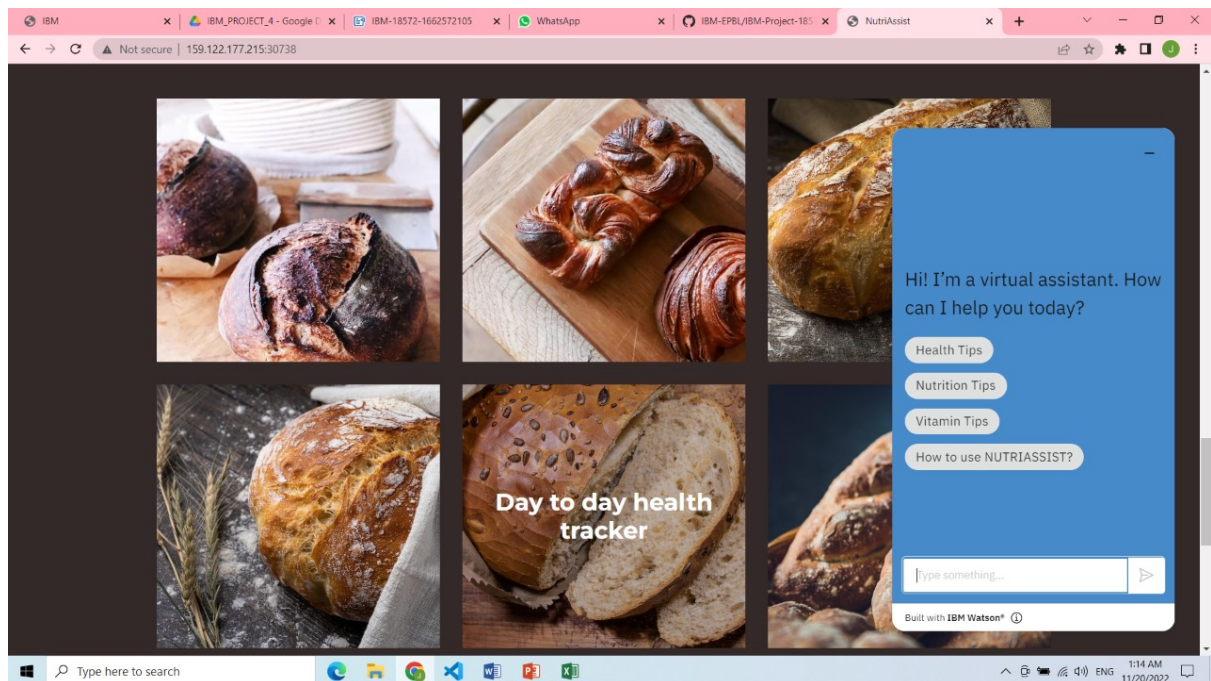 IBM
IBM_PROJECT_4 - Google D
IBM-18572-1662572105
WhatsApp
IBM-EPBL/IBM-Project-185
NutriAssist
Not secure
159.122.177.215:30738
J
Hi! I'm a virtual assistant. How
can I help you today?
Health Tips
Nutrition Tips
Vitamin Tips
How to use NUTRIASSIST?
Day to day health
tracker
Type something...
Built with IBM Watson®
Type here to search
ENG
1:14 AM
11/20/2022